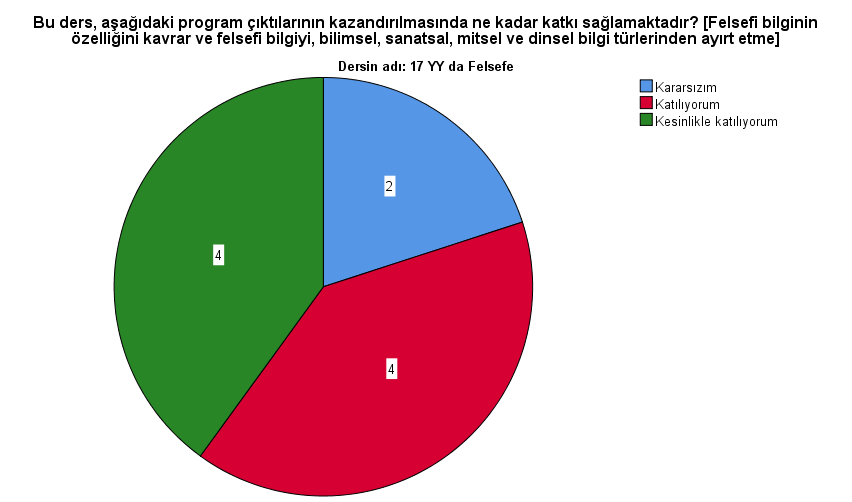 Bu ders, aşağıdaki program çıktılarının kazandırılmasında ne kadar katkı sağlamaktadır? [Felsefi bilginin
özelliğini kavrar ve felsefi bilgiyi, bilimsel, sanatsal, mitsel ve dinsel bilgi türlerinden ayırt etme]
Dersin adı: 17 YY da Felsefe
Kararsızım
Katılıyorum
Kesinlikle katılıyorum
2
4
4